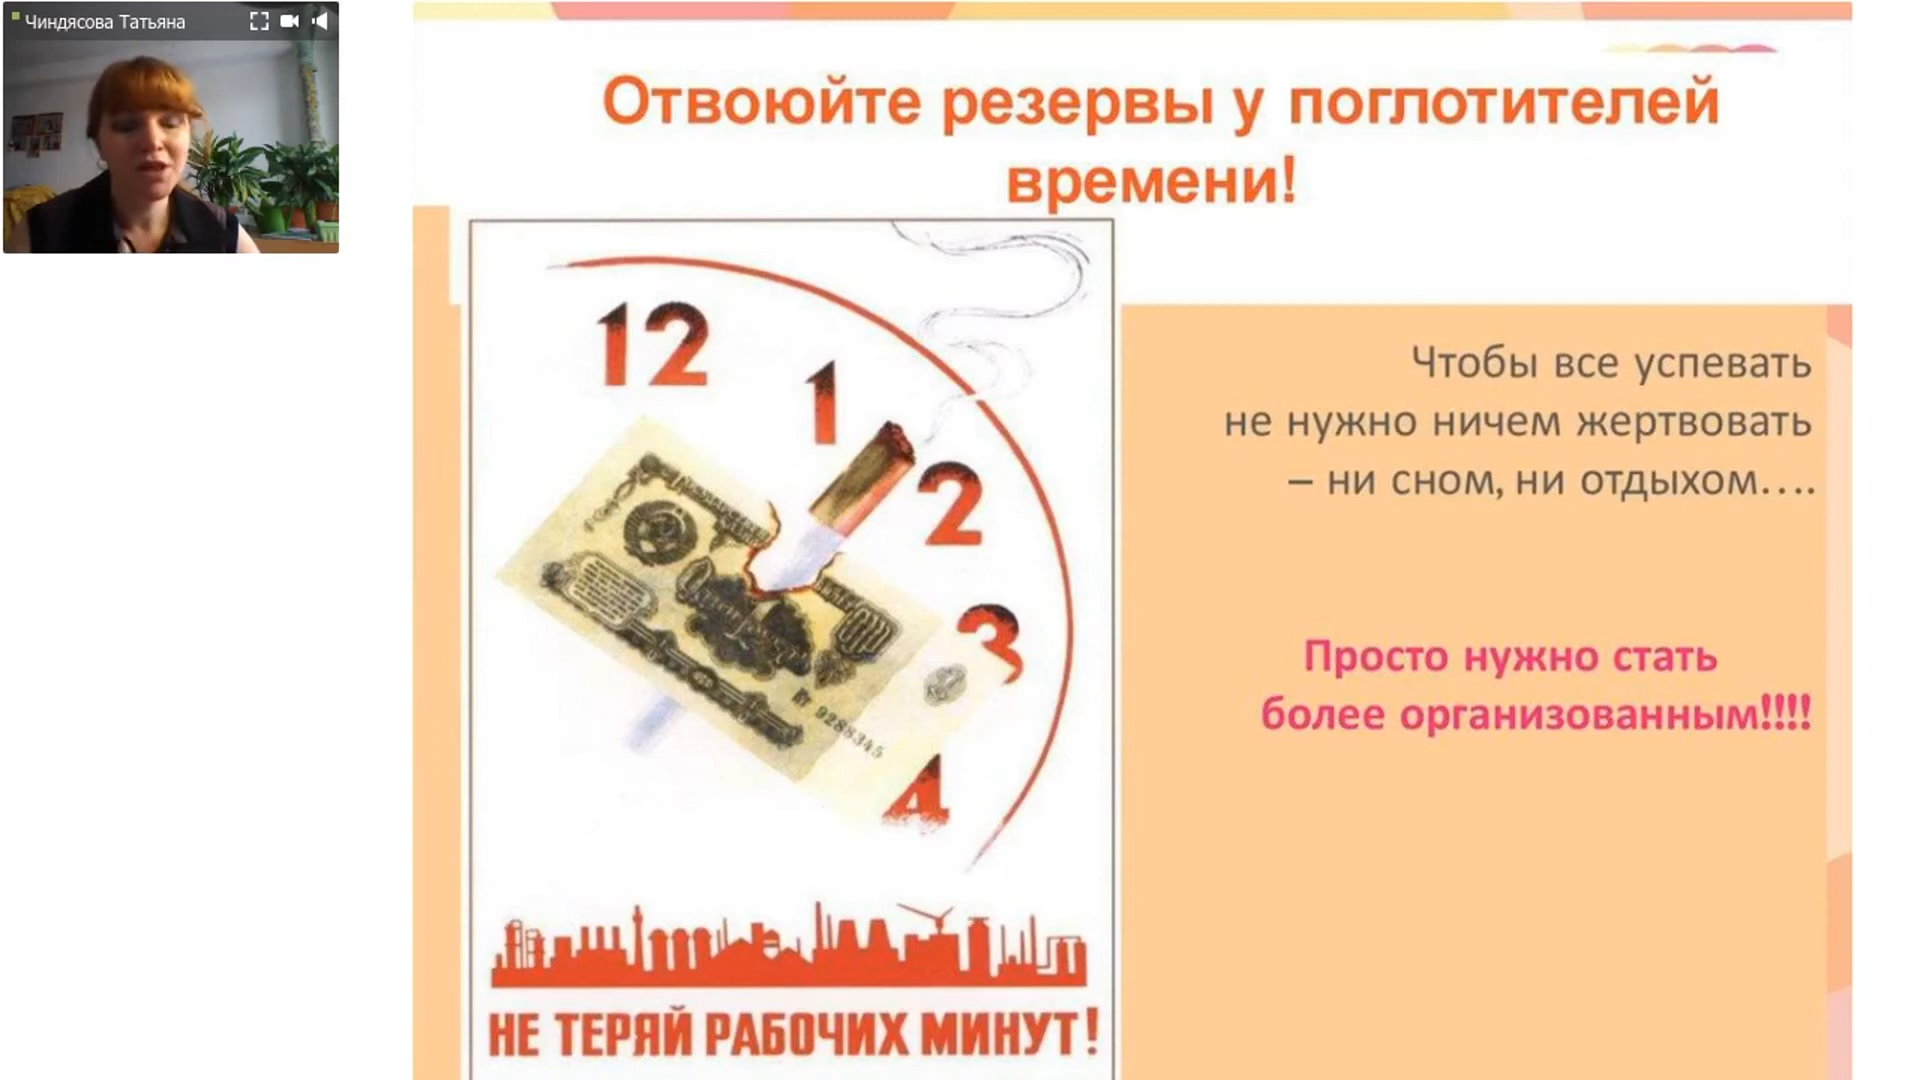 Чиндясова Татьяна
Отвоюйте резервы у поглотителей
времени!
12
1
2
3
4
9288345
НЕ ТЕРЯЙ РАБОЧИХ МИНУТ!
Чтобы все успевать
не нужно ничем жертвовать
– ни сном, ни отдыхом….
Просто нужно стать
более организованным!!!!